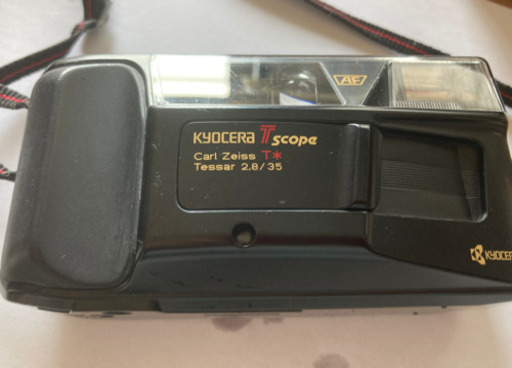 AF
KYOCERA T scope
Carl Zeiss T*
Tessar 2,8/35
KYOCERA